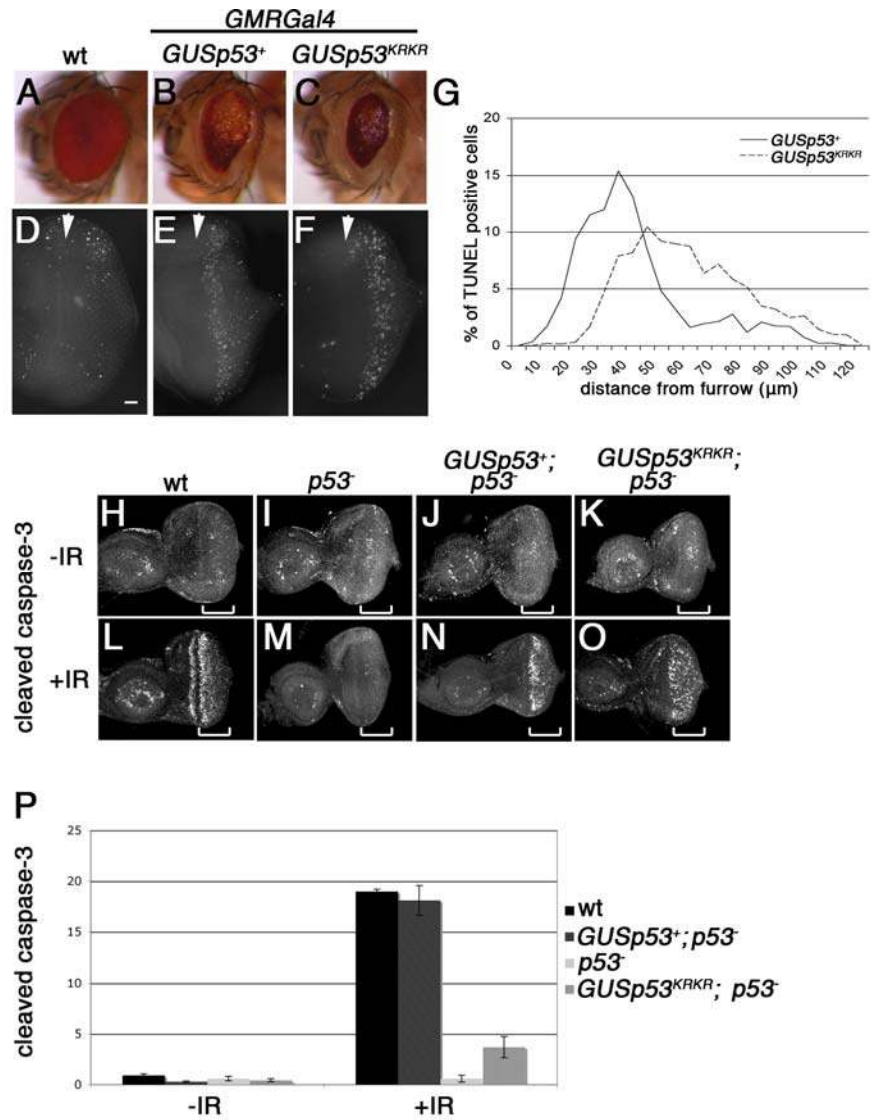 GMRGal4
wt GUSp53+ GUSp53KRKR
A B C G
D E F
% of TUNEL positive cells
20
15
10
5
0
GUSp53+
GUSp53KRKR
0 10 20 30 40 50 60 70 80 90 100 110 120
distance from furrow (µm)
wt p53- GUSp53+; p53- GUSp53KRKR; p53-
cleaved caspase-3
-IR
H I J K
+IR
L M N O
P
cleaved caspase-3
25
20
15
10
5
0
-IR +IR
wt
GUSp53+; p53-
p53-
GUSp53KRKR; p53-